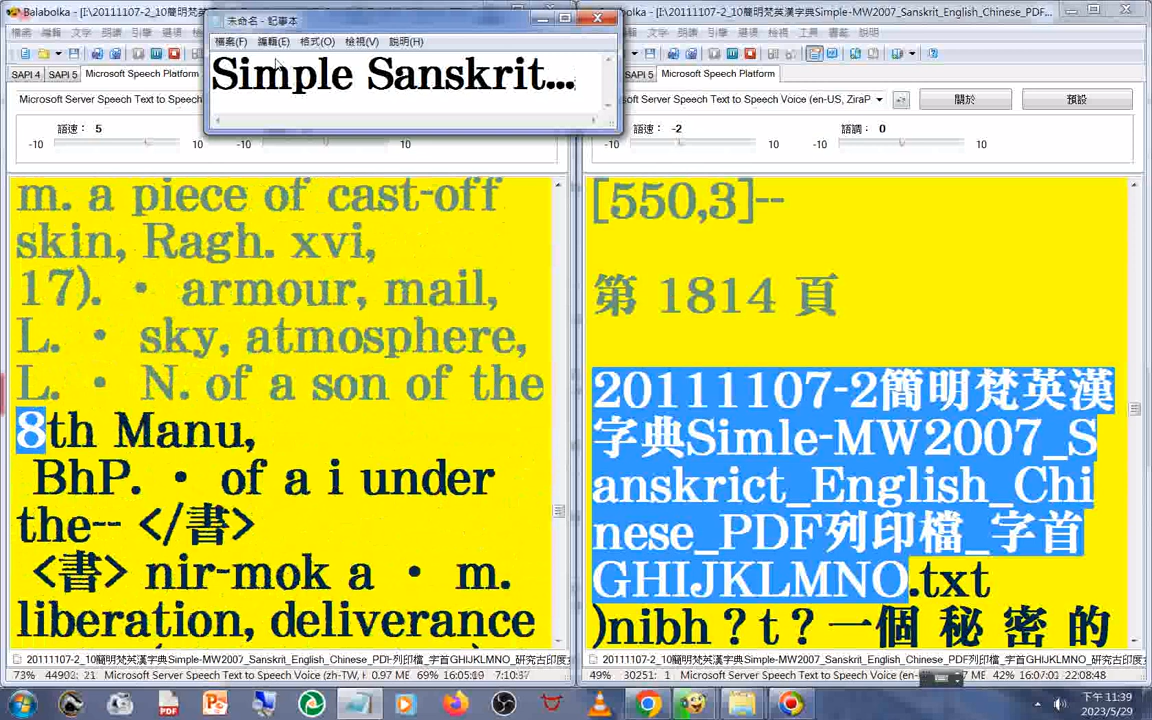 Balabolka
bolka - [I:\20111107-2_10簡明梵英漢字典Simple-MW2007_Sanskrit_English_Chinese_PDF...
未命名 - 記事本
檔案(F) 編輯(E) 格式(O) 檢視(V) 說明(H)
Simple Sanskrit...
SAPI 4 SAPI 5 Microsoft Speech Platform
SAPI 5 Microsoft Speech Platform
Microsoft Server Speech Text to Speech
ft Server Speech Text to Speech Voice (en-US, ZiraP
關於
預設
語速： 5
-10 -10 10
語速： -2 語調： 0
-10 10 -10 10
m. a piece of cast-off
skin, Ragh. xvi,
17). • armour, mail,
L. • sky, atmosphere,
L. • N. of a son of the
8th Manu,
BhP. • of a i under
the-- </書>
<書> nir-mok a • m.
liberation, deliverance
[550,3]--
第 1814 頁
20111107-2簡明梵英漢
字典Simle-MW2007_S
anskrict_English_Chi
nese_PDF列印檔_字首
GHIJKLMNO.txt
)nibh？t？一個 秘 密 的
20111107-2_10簡明梵英漢字典Simple-MW2007_Sanskrit_English_Chinese_PDF列印檔_字首GHIJKLMNO_研究古印度
20111107-2_10簡明梵英漢字典Simple-MW2007_Sanskrit_English_Chinese_PDF列印檔_字首GHIJKLMNO_研究古印度
73% 44902: 21 Microsoft Server Speech Text to Speech Voice (zh-TW, H 0.97 MB 69% 16:05:19 7:10:37
49% 30251: 1 Microsoft Server Speech Text to Speech 42% 16:07:01 22:08:48
下午 11:39
2023/5/29